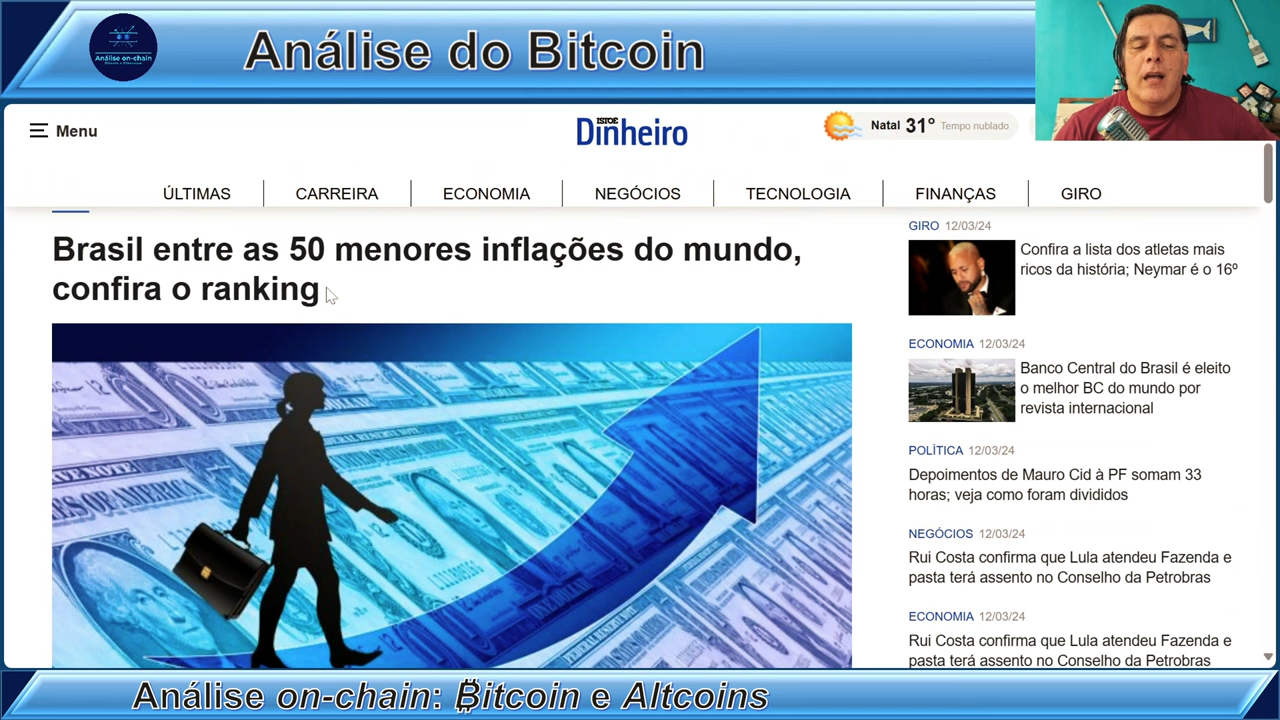 Análise on-chain
Bitcoin e Altcoins
Análise do Bitcoin
Menu
ISTOÉ
Dinheiro
Natal 31° Tempo nublado
ÚLTIMAS
CARREIRA
ECONOMIA
NEGÓCIOS
TECNOLOGIA
FINANÇAS
GIRO
Brasil entre as 50 menores inflações do mundo,
confira o ranking
GIRO 12/03/24
Confira a lista dos atletas mais
ricos da história; Neymar é o 16º
ECONOMIA 12/03/24
Banco Central do Brasil é eleito
o melhor BC do mundo por
revista internacional
POLÍTICA 12/03/24
Depoimentos de Mauro Cid à PF somam 33
horas; veja como foram divididos
NEGÓCIOS 12/03/24
Rui Costa confirma que Lula atendeu Fazenda e
pasta terá assento no Conselho da Petrobras
ECONOMIA 12/03/24
Rui Costa confirma que Lula atendeu Fazenda e
pasta terá assento no Conselho da Petrobras
Análise on-chain: ₿itcoin e Altcoins